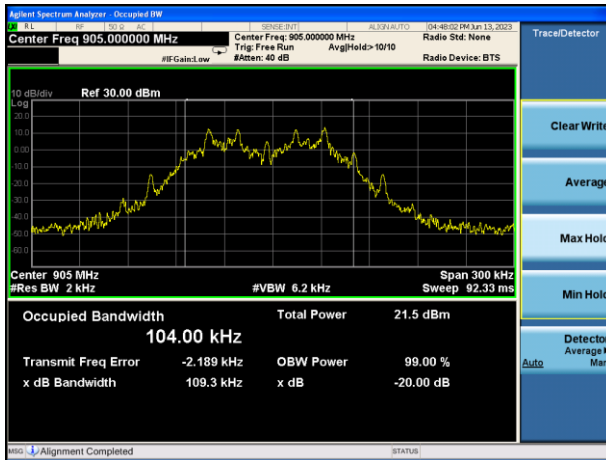 Agilent Spectrum Analyzer - Occupied BW
RL RF 50 Ω AC SENSE:INT ALIGN AUTO 04:48:02 PM Jun 13, 2023
Center Freq 905.000000 MHz Center Freq: 905.000000 MHz Radio Std: None
Trig: Free Run Avg|Hold:>10/10
#IFGain:Low #Atten: 40 dB Radio Device: BTS
10 dB/div Ref 30.00 dBm
Log
20.0
10.0
0.00
-10.0
-20.0
-30.0
-40.0
-50.0
-60.0
Center 905 MHz Span 300 kHz
#Res BW 2 kHz #VBW 6.2 kHz Sweep 92.33 ms
Occupied Bandwidth Total Power 21.5 dBm
104.00 kHz
Transmit Freq Error -2.189 kHz OBW Power 99.00 %
x dB Bandwidth 109.3 kHz x dB -20.00 dB
MSG Alignment Completed STATUS
Trace/Detector
Clear Write
Average
Max Hold
Min Hold
Detector
Average
Auto Man